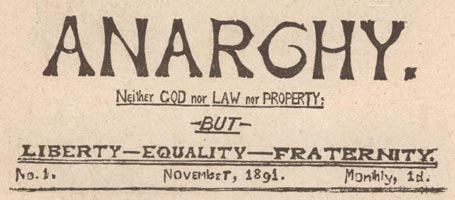 ANARCHY.
Neither GOD nor LAW nor PROPERTY;
-BUT-
LIBERTY—EQUALITY—FRATERNITY.
No.1. November, 1891. Monthly, 1d.